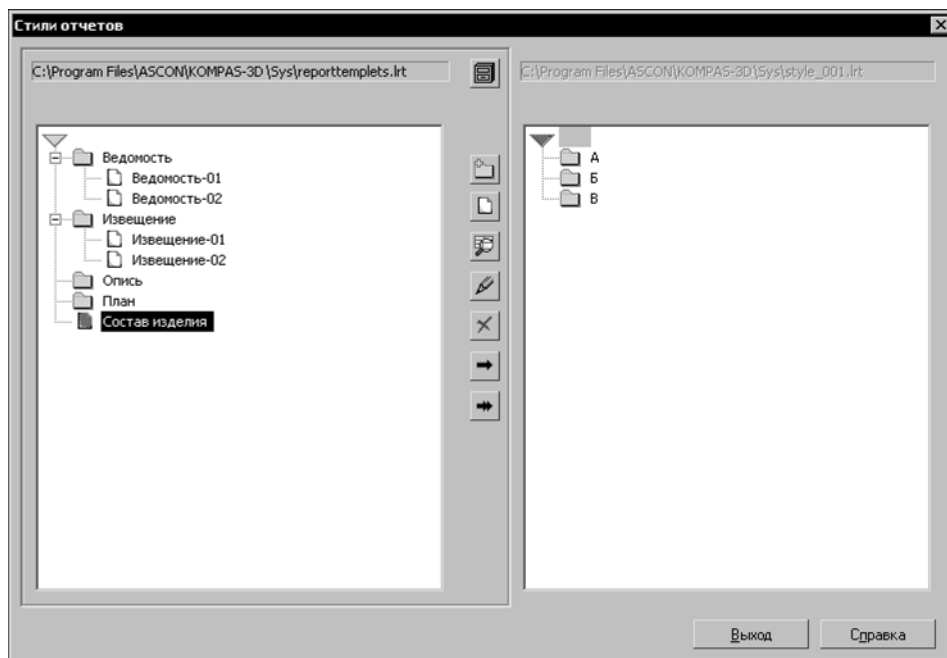 Стили отчетов
C:\Program Files\ASCON\KOMPAS-3D\Sys\reporttemplets.lrt
C:\Program Files\ASCON\KOMPAS-3D\Sys\style_001.lrt
Ведомость
Ведомость-01
Ведомость-02
Извещение
Извещение-01
Извещение-02
Опись
План
Состав изделия
А
Б
В
Выход
Справка